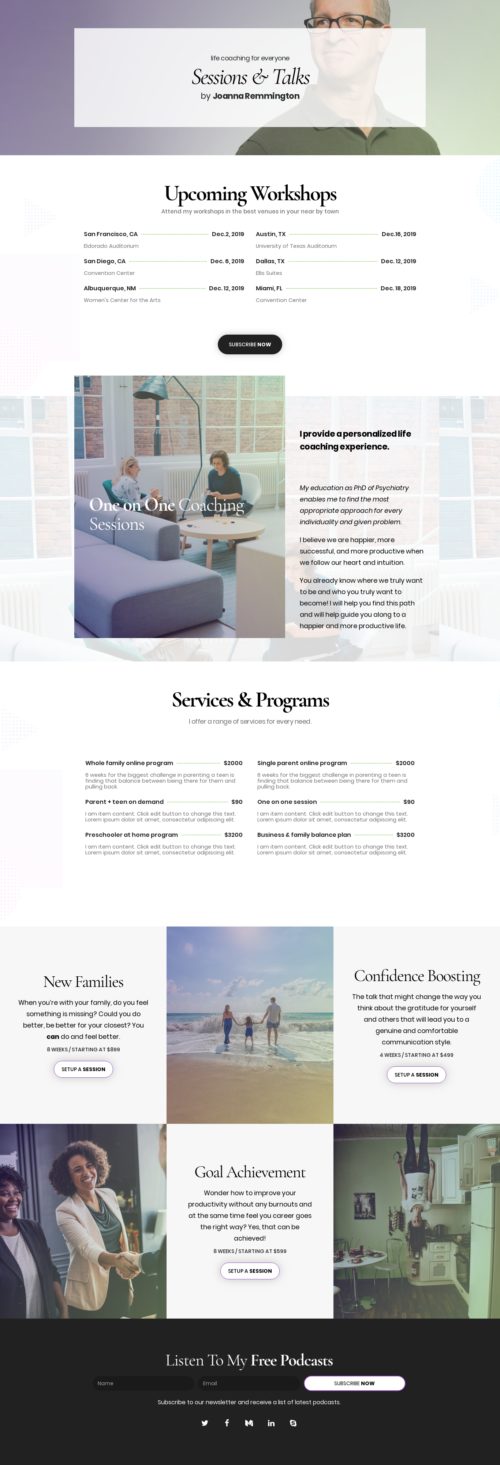 life coaching for everyone
Sessions & Talks
by Joanna Remmington
Upcoming Workshops
Attend my workshops in the best venues in your near by town
San Francisco, CA Dec.2, 2019
Eldorado Auditorium
San Diego, CA Dec. 6, 2019
Convention Center
Albuquerque, NM Dec. 12, 2019
Women's Center for the Arts
Austin, TX Dec.16, 2019
University of Texas Auditorium
Dallas, TX Dec. 12, 2019
Ellis Suites
Miami, FL Dec. 18, 2019
Convention Center
SUBSCRIBE NOW
One on One Coaching
Sessions
I provide a personalized life
coaching experience.
My education as PhD of Psychiatry
enables me to find the most
appropriate approach for every
individuality and given problem.
I believe we are happier, more
successful, and more productive when
we follow our heart and intuition.
You already know where we truly want
to be and who you truly want to
become! I will help you find this path
and will help guide you along to a
happier and more productive life.
Services & Programs
I offer a range of services for every need.
Whole family online program $2000
8 weeks for the biggest challenge in parenting a teen is
finding that balance between being there for them and
pulling back
Parent + teen on demand $90
I am item content. Click edit button to change this text.
Lorem ipsum dolor sit amet, consectetur adipiscing elit.
Preschooler at home program $3200
I am item content. Click edit button to change this text.
Lorem ipsum dolor sit amet, consectetur adipiscing elit.
Single parent online program $2000
8 weeks for the biggest challenge in parenting a teen is
finding that balance between being there for them and
pulling back
One on one session $90
I am item content. Click edit button to change this text.
Lorem ipsum dolor sit amet, consectetur adipiscing elit.
Business & family balance plan $3200
I am item content. Click edit button to change this text.
Lorem ipsum dolor sit amet, consectetur adipiscing elit.
New Families
When you're with your family, do you feel
something is missing? Could you do
better, be better for your closest? You
can do and feel better.
8 WEEKS / STARTING AT $899
SETUP A SESSION
Confidence Boosting
The talk that might change the way you
think about the gratitude for yourself
and others that will lead you to a
genuine and comfortable
communication style.
4 WEEKS / STARTING AT $499
SETUP A SESSION
Goal Achievement
Wonder how to improve your
productivity without any burnouts and
at the same time feel you career goes
the right way? Yes, that can be
achieved!
8 WEEKS / STARTING AT $599
SETUP A SESSION
Listen To My Free Podcasts
Name
Email
SUBSCRIBE NOW
Subscribe to our newsletter and receive a list of latest podcasts.